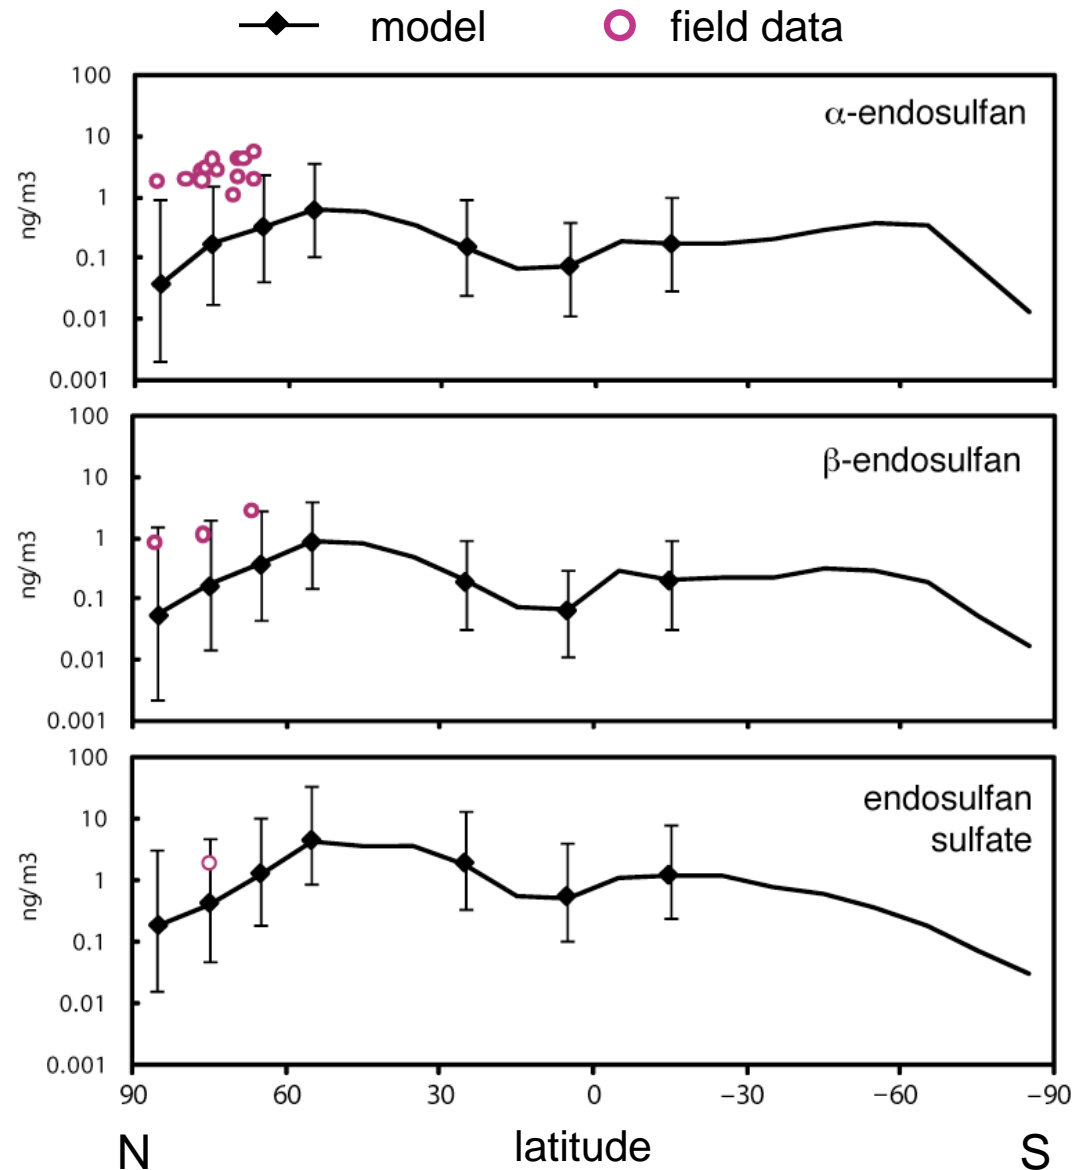 model field data
100
α-endosulfan
10
1
ng/m3
0.1
0.01
0.001
100
β-endosulfan
10
1
ng/m3
0.1
0.01
0.001
100
endosulfan
sulfate
10
1
ng/m3
0.1
0.01
0.001
90 60 30 0 −30 −60 −90
N latitude S